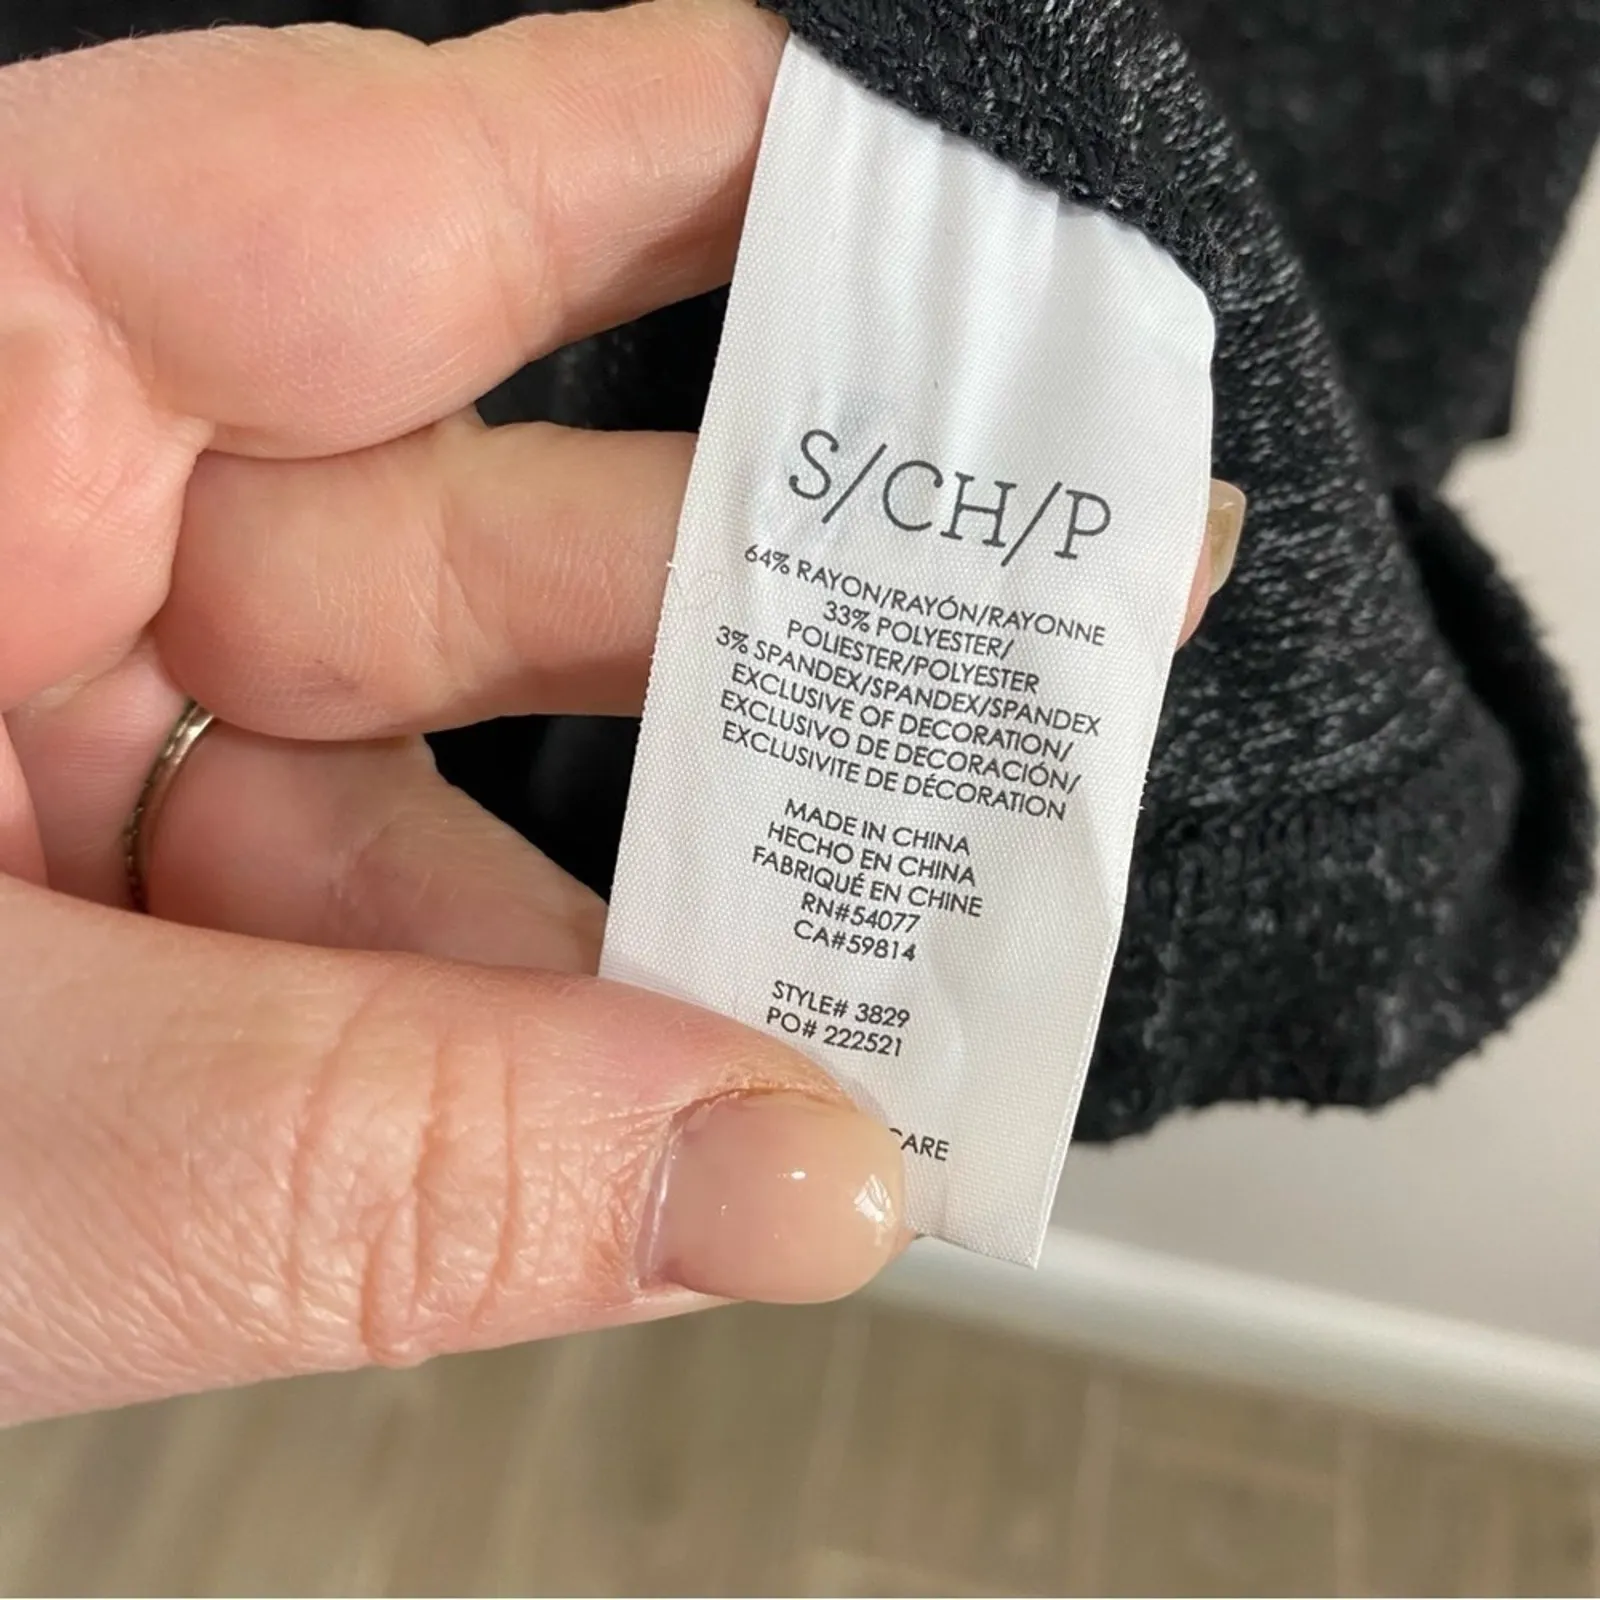 S/CH/P
64% RAYON/RAYÓN/RAYONNE
33% POLYESTER/
POLIESTER/POLYESTER
3% SPANDEX/SPANDEX/SPANDEX
EXCLUSIVE OF DECORATION/
EXCLUSIVO DE DECORACIÓN/
EXCLUSIVITE DE DÉCORATION
MADE IN CHINA
HECHO EN CHINA
FABRIQUÉ EN CHINE
RN#54077
CA#59814
STYLE# 3829
PO# 222521
CARE